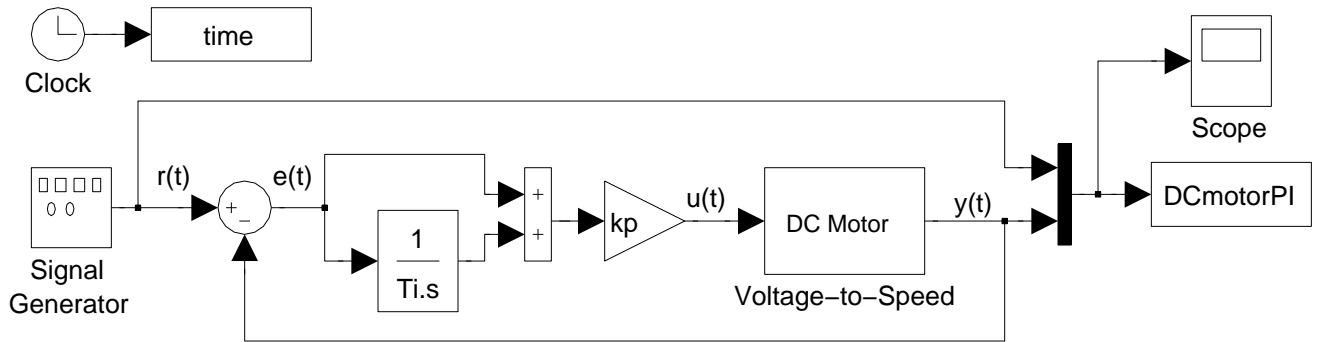 time
Clock
Scope
r(t)
e(t)
+
−
+
+
1
Ti.s
kp
u(t)
DC Motor
Voltage−to−Speed
y(t)
DCmotorPI
Signal
Generator